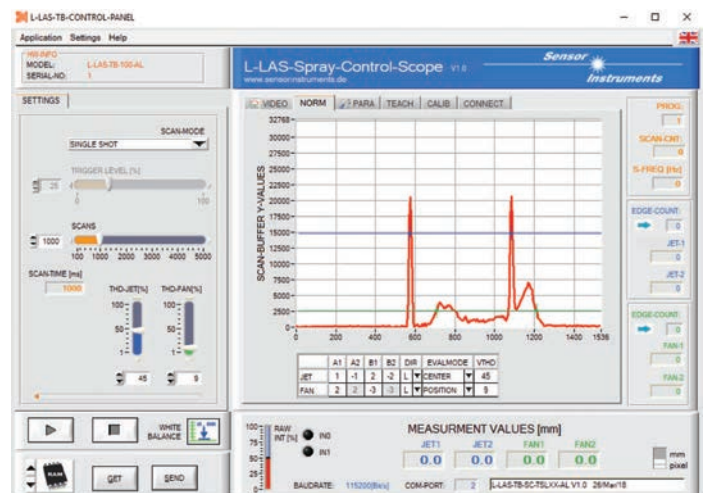 L-LAS-TB-CONTROL-PANEL
Application Settings Help
HW-INFO
MODEL: L-LAS-TB-100-AL
SERIAL-NO: 1
L-LAS-Spray-Control-Scope V1.0
www.sensorinstruments.de
Sensor
Instruments
SETTINGS
SCAN-MODE
SINGLE SHOT
TRIGGER LEVEL [%]
25
0 100
SCANS
1000
100 1000 2000 3000 4000 5000
SCAN-TIME [ms]
1000
THD-JET[%] THD-FAN[%]
100- 100-
50- 50-
1- 1-
45 9
VIDEO NORM PARA TEACH CALIB CONNECT
SCAN-BUFFER Y-VALUES
32768-
30000-
27500-
25000-
22500-
20000-
17500-
15000-
12500-
10000-
7500-
5000-
2500-
0-
0 200 400 600 800 1000 1200 1400 1536
A1 A2 B1 B2 DIR EVALMODE VTHD
JET 1 -1 2 -2 L CENTER 45
FAN 2 2 -3 -3 L POSITION 9
PROG:
1
SCAN-CNT:
0
S-FREQ [Hz]
0
EDGE-COUNT:
0
JET-1
0
JET-2
0
EDGE-COUNT:
0
FAN-1
0
FAN-2
0
WHITE
BALANCE
RAM
GET
SEND
100-
75-
50-
25-
0-
RAW
INT [%]
IN0
IN1
MEASURMENT VALUES [mm]
JET1 JET2 FAN1 FAN2
0.0 0.0 0.0 0.0
mm
pixel
BAUDRATE: 115200[Bit/s] COM-PORT: 2 L-LAS-TB-SC-TSLXX-AL V1.0 26/Mar/18